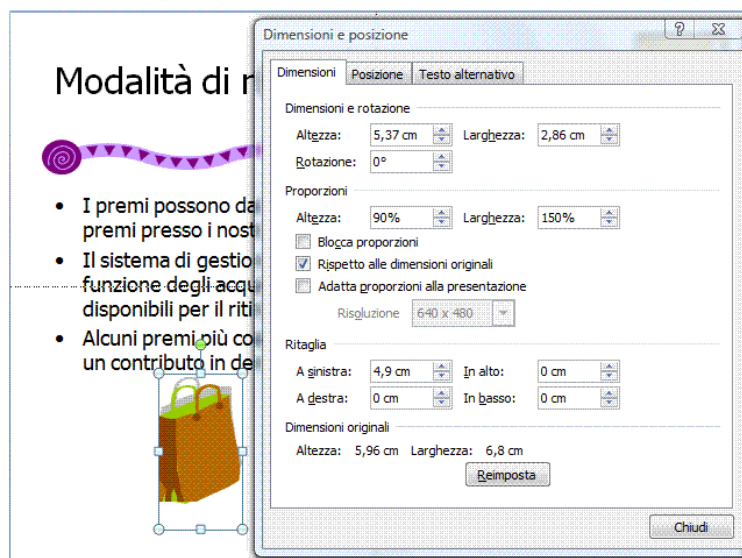 Dimensioni e posizione
Modalità di
I premi possono da
premi presso i nost
Il sistema di gestio
funzione degli acqu
disponibili per il riti
Alcuni premi più co
un contributo in de
Dimensioni Posizione Testo alternativo
Dimensioni e rotazione
Altezza: 5,37 cm Larghezza: 2,86 cm
Rotazione: 0°
Proporzioni
Altezza: 90% Larghezza: 150%
Blocca proporzioni
Rispetto alle dimensioni originali
Adatta proporzioni alla presentazione
Risoluzione 640 x 480
Ritaglia
A sinistra: 4,9 cm In alto: 0 cm
A destra: 0 cm In basso: 0 cm
Dimensioni originali
Altezza: 5,96 cm Larghezza: 6,8 cm
Reimposta
Chiudi